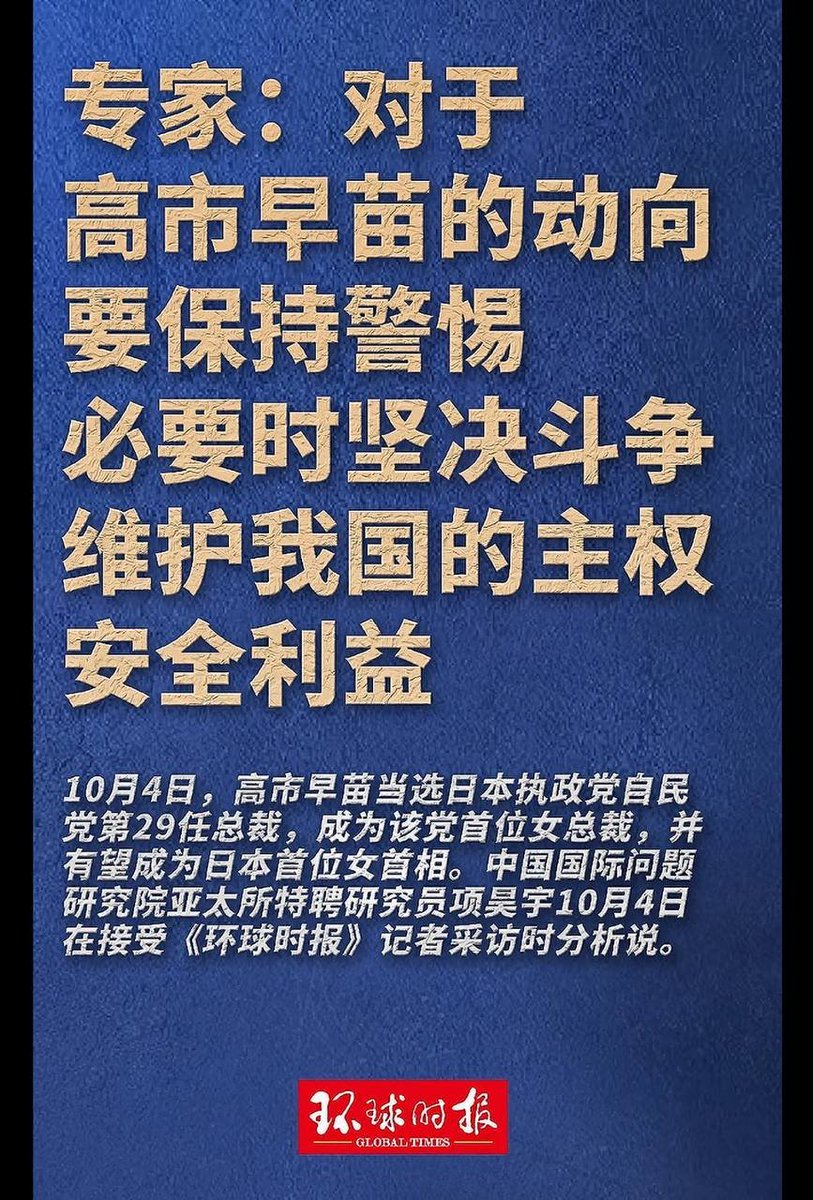 专家：对于
高市早苗的动向
要保持警惕
必要时坚决斗争
维护我国的主权
安全利益
10月4日，高市早苗当选日本执政党自民
党第29任总裁，成为该党首位女总裁，并
有望成为日本首位女首相。中国国际问题
研究院亚太所特聘研究员项昊宇10月4日
在接受《环球时报》记者采访时分析说。
环球时报
GLOBAL TIMES